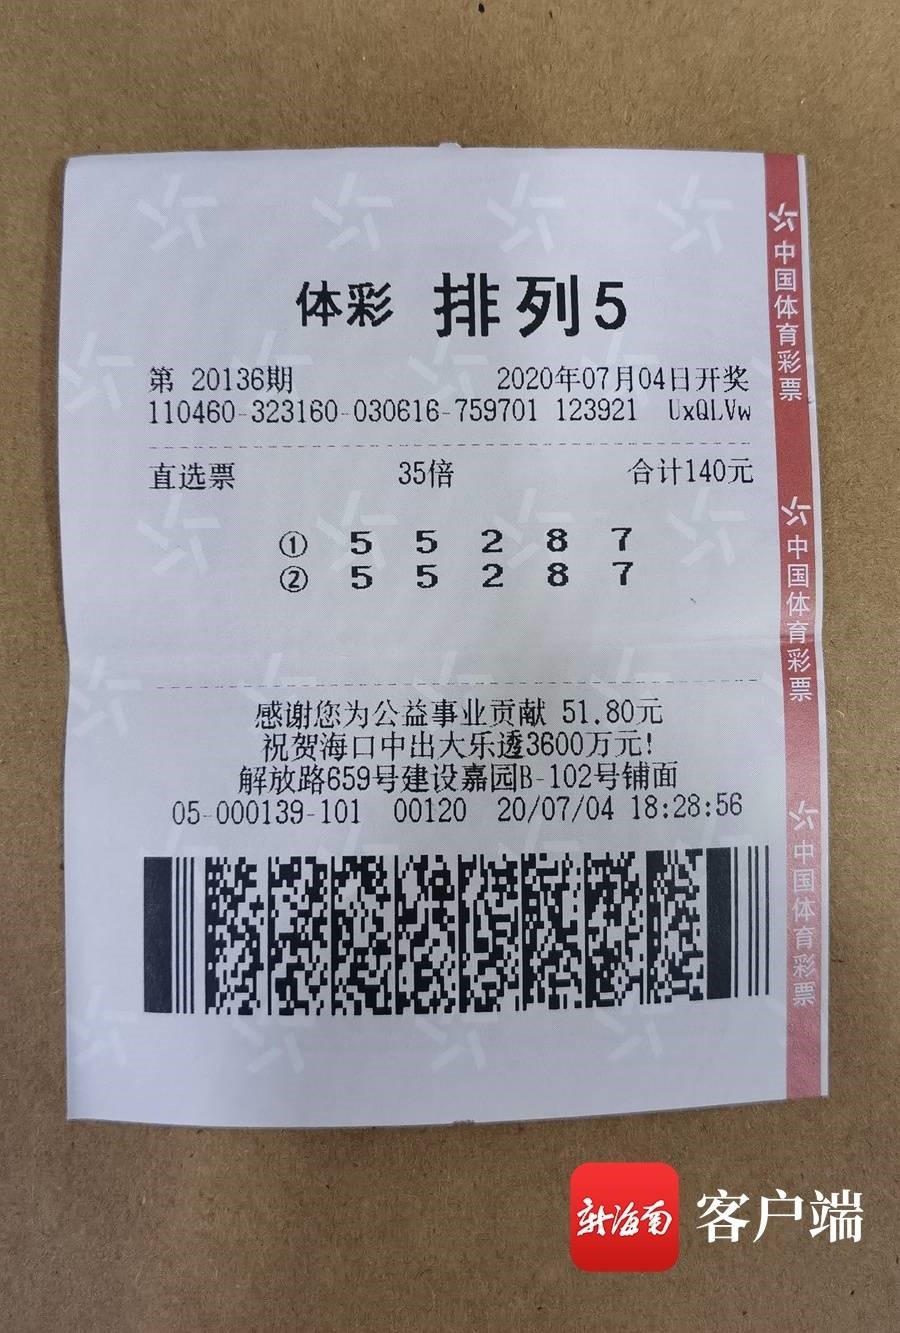 体彩 排列5
第 20136期 2020年07月04日开奖
110460-323160-030616-759701 123921 UxQLVw
直选票 35倍 合计140元
① 5 5 2 8 7
② 5 5 2 8 7
感谢您为公益事业贡献 51.80元
祝贺海口中出大乐透3600万元!
解放路659号建设嘉园B-102号铺面
05-000139-101 00120 20/07/04 18:28:56
中国体育彩票
中国体育彩票
中国体育彩票
新海南 客户端